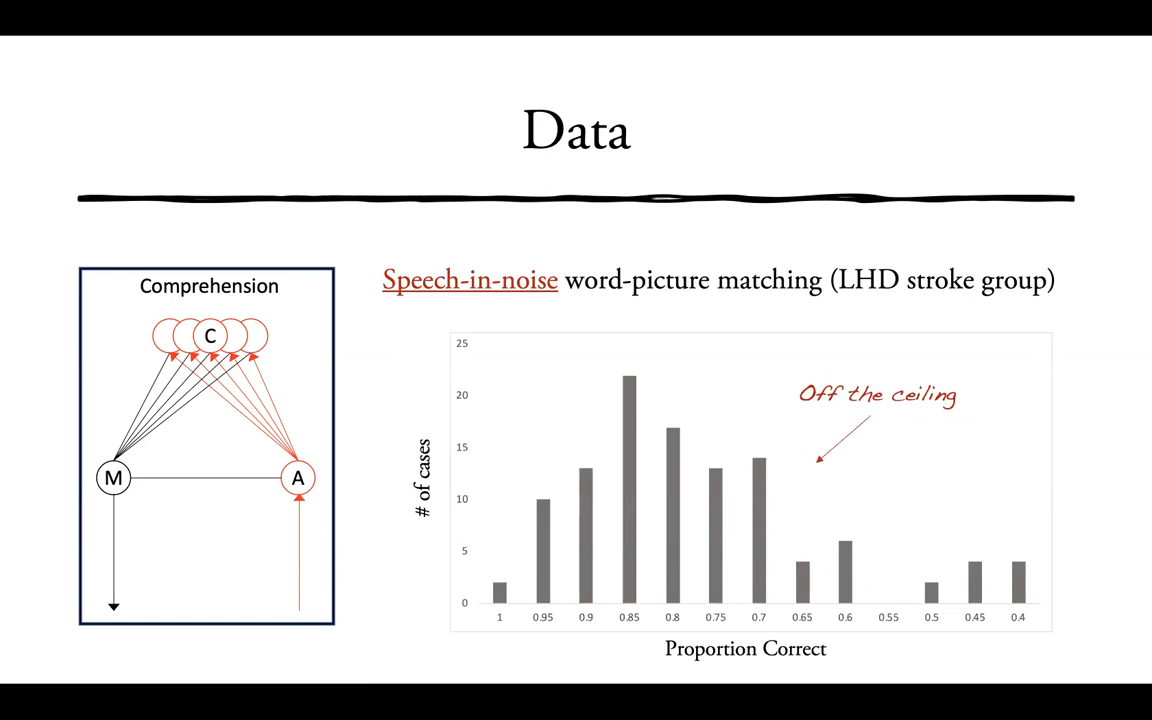 Data
Comprehension
C
M
A
Speech-in-noise word-picture matching (LHD stroke group)
Off the ceiling
# of cases
25
20
15
10
5
0
1 0.95 0.9 0.85 0.8 0.75 0.7 0.65 0.6 0.55 0.5 0.45 0.4
Proportion Correct